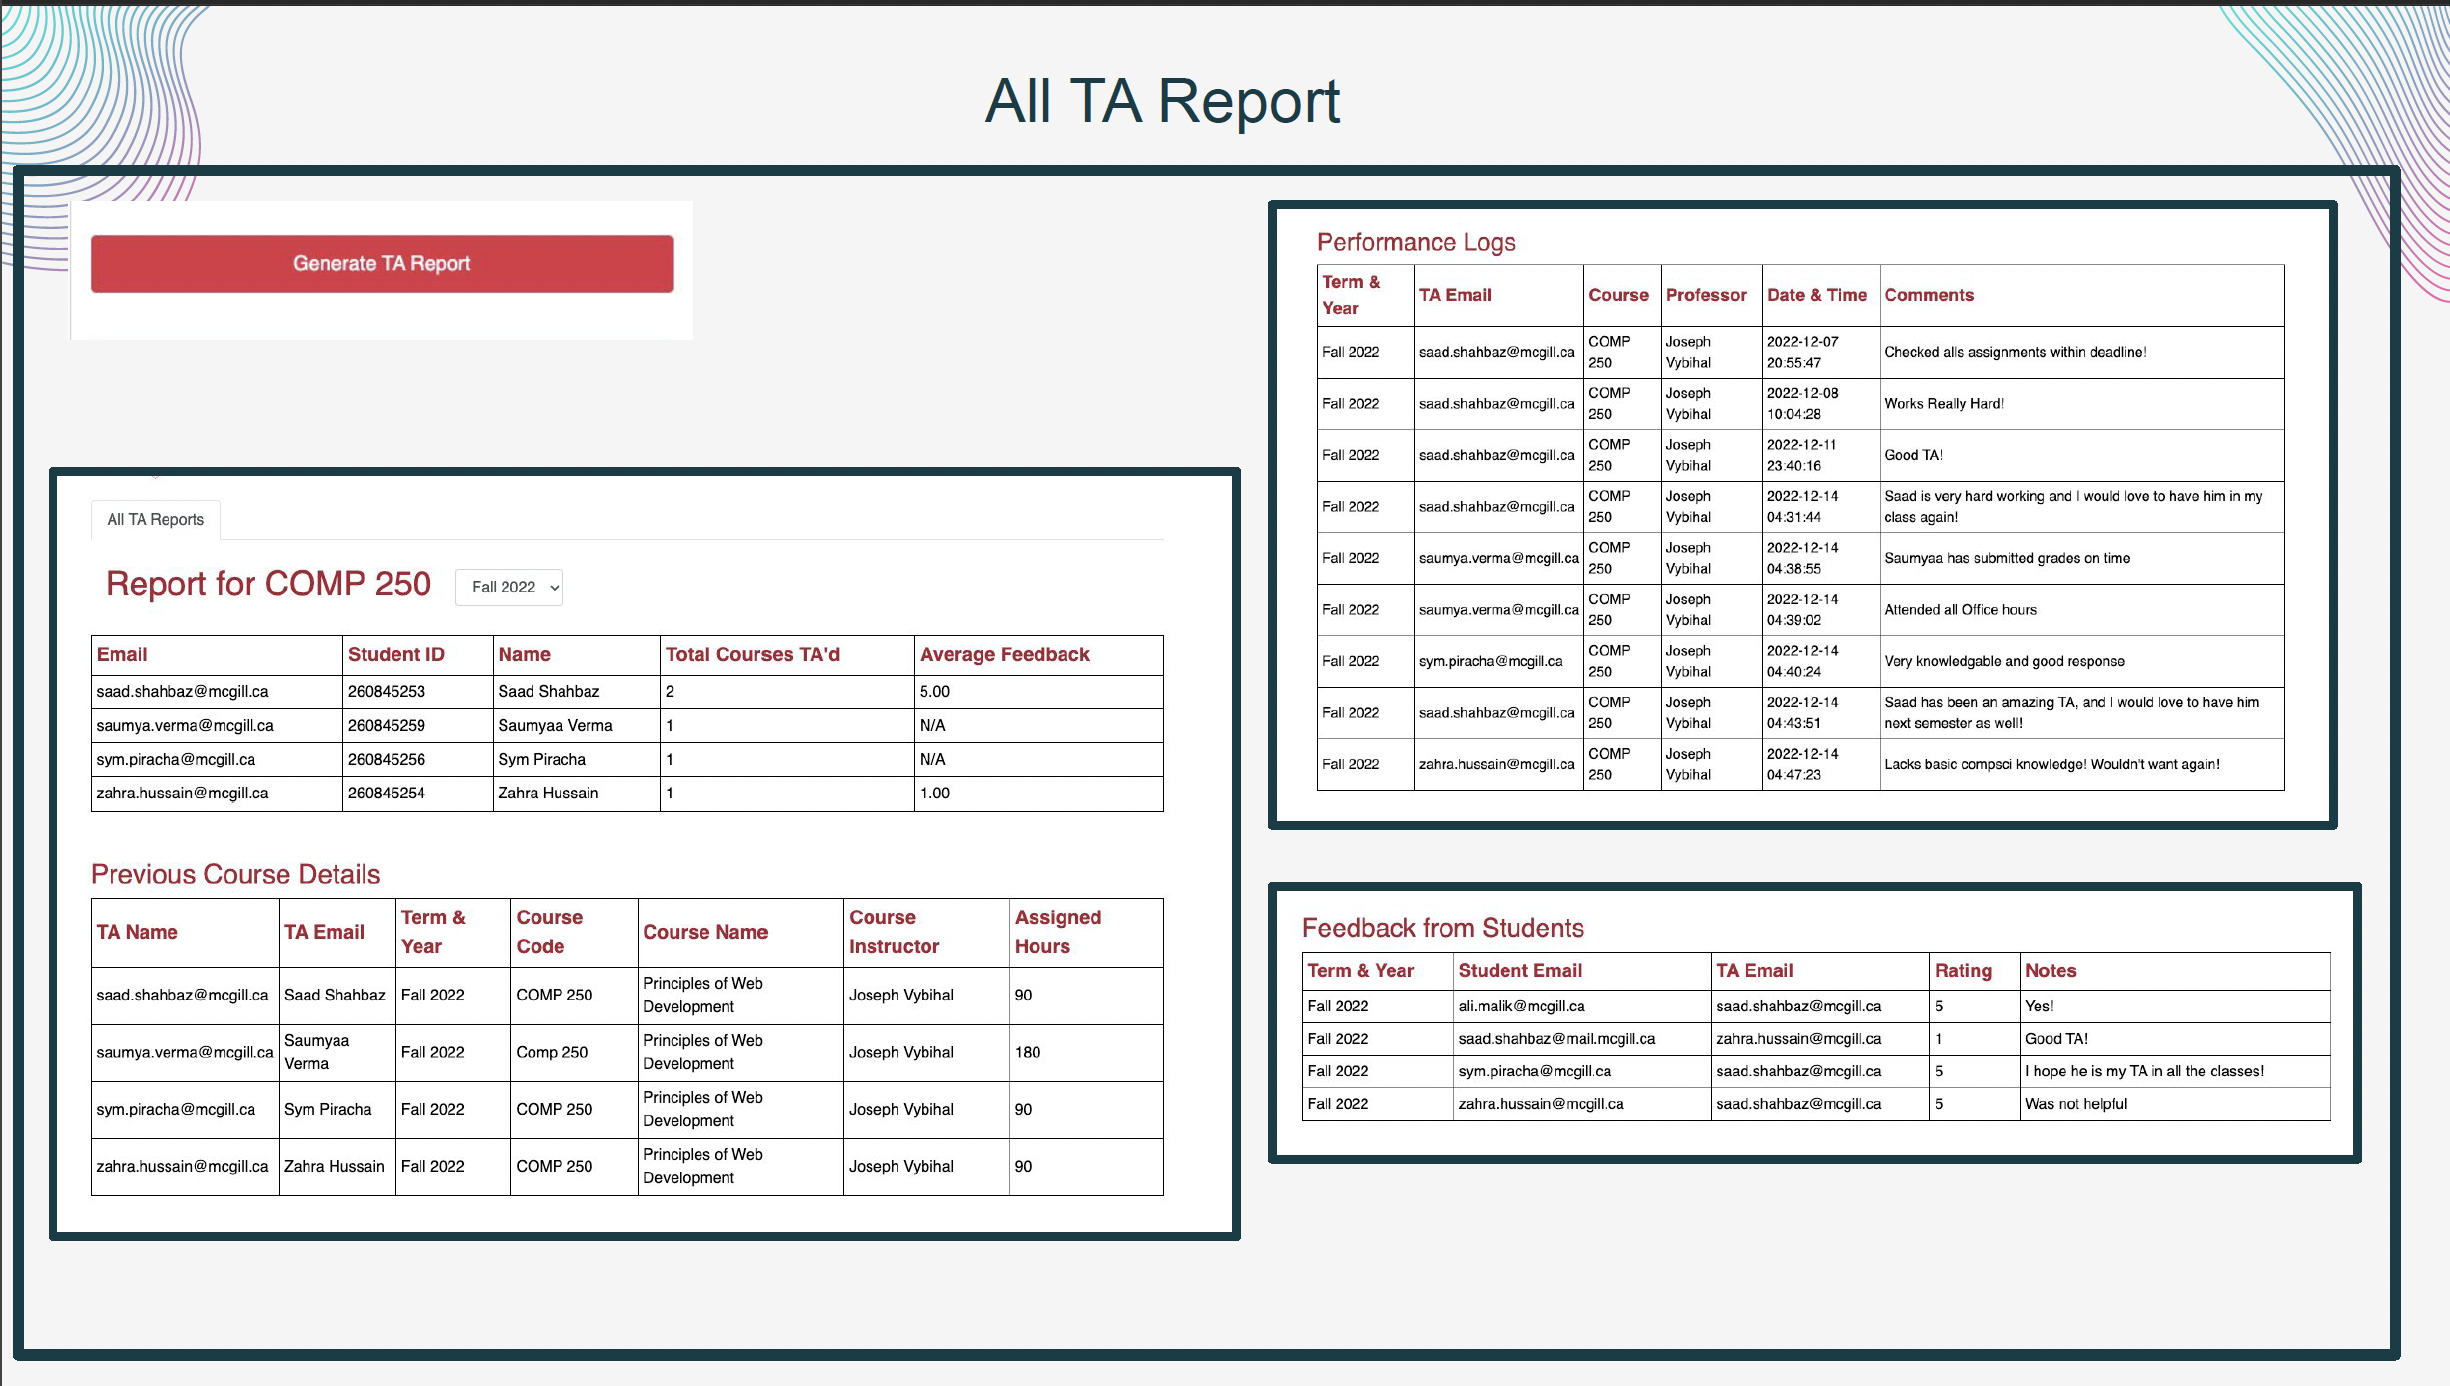 All TA Report
Generate TA Report
All TA Reports
Report for COMP 250 Fall 2022
Email Student ID Name Total Courses TA'd Average Feedback
saad.shahbaz@mcgill.ca 260845253 Saad Shahbaz 2 5.00
saumya.verma@mcgill.ca 260845259 Saumyaa Verma 1 N/A
sym.piracha@mcgill.ca 260845256 Sym Piracha 1 N/A
zahra.hussain@mcgill.ca 260845254 Zahra Hussain 1 1.00
Previous Course Details
TA Name TA Email Term & Year Course Code Course Name Course Instructor Assigned Hours
saad.shahbaz@mcgill.ca Saad Shahbaz Fall 2022 COMP 250 Principles of Web Development Joseph Vybihal 90
saumya.verma@mcgill.ca Saumyaa Verma Fall 2022 Comp 250 Principles of Web Development Joseph Vybihal 180
sym.piracha@mcgill.ca Sym Piracha Fall 2022 COMP 250 Principles of Web Development Joseph Vybihal 90
zahra.hussain@mcgill.ca Zahra Hussain Fall 2022 COMP 250 Principles of Web Development Joseph Vybihal 90
Performance Logs
Term & Year TA Email Course Professor Date & Time Comments
Fall 2022 saad.shahbaz@mcgill.ca COMP 250 Joseph Vybihal 2022-12-07 20:55:47 Checked alls assignments within deadline!
Fall 2022 saad.shahbaz@mcgill.ca COMP 250 Joseph Vybihal 2022-12-08 10:04:28 Works Really Hard!
Fall 2022 saad.shahbaz@mcgill.ca COMP 250 Joseph Vybihal 2022-12-11 23:40:16 Good TA!
Fall 2022 saad.shahbaz@mcgill.ca COMP 250 Joseph Vybihal 2022-12-14 04:31:44 Saad is very hard working and I would love to have him in my class again!
Fall 2022 saumya.verma@mcgill.ca COMP 250 Joseph Vybihal 2022-12-14 04:38:55 Saumyaa has submitted grades on time
Fall 2022 saumya.verma@mcgill.ca COMP 250 Joseph Vybihal 2022-12-14 04:39:02 Attended all Office hours
Fall 2022 sym.piracha@mcgill.ca COMP 250 Joseph Vybihal 2022-12-14 04:40:24 Very knowledgable and good response
Fall 2022 saad.shahbaz@mcgill.ca COMP 250 Joseph Vybihal 2022-12-14 04:43:51 Saad has been an amazing TA, and I would love to have him next semester as well!
Fall 2022 zahra.hussain@mcgill.ca COMP 250 Joseph Vybihal 2022-12-14 04:47:23 Lacks basic compsci knowledge! Wouldn't want again!
Feedback from Students
Term & Year Student Email TA Email Rating Notes
Fall 2022 ali.malik@mcgill.ca saad.shahbaz@mcgill.ca 5 Yes!
Fall 2022 saad.shahbaz@mail.mcgill.ca zahra.hussain@mcgill.ca 1 Good TA!
Fall 2022 sym.piracha@mcgill.ca saad.shahbaz@mcgill.ca 5 I hope he is my TA in all the classes!
Fall 2022 zahra.hussain@mcgill.ca saad.shahbaz@mcgill.ca 5 Was not helpful